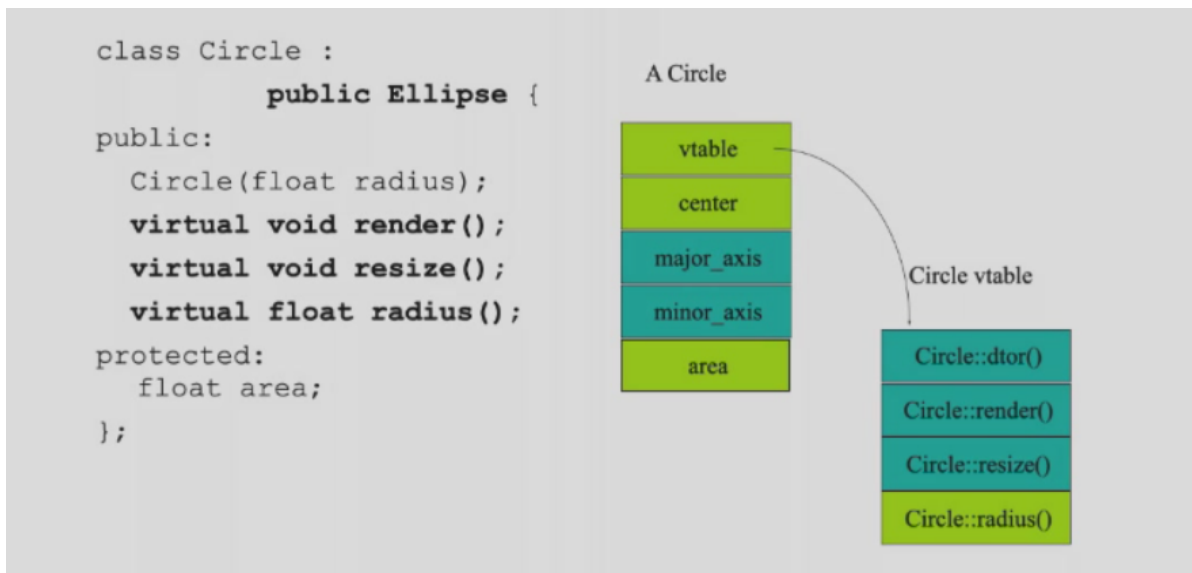 class Circle :
public Ellipse {
public:
Circle(float radius);
virtual void render();
virtual void resize();
virtual float radius();
protected:
float area;
};
A Circle
vtable
center
major_axis
minor_axis
area
Circle vtable
Circle::dtor()
Circle::render()
Circle::resize()
Circle::radius()